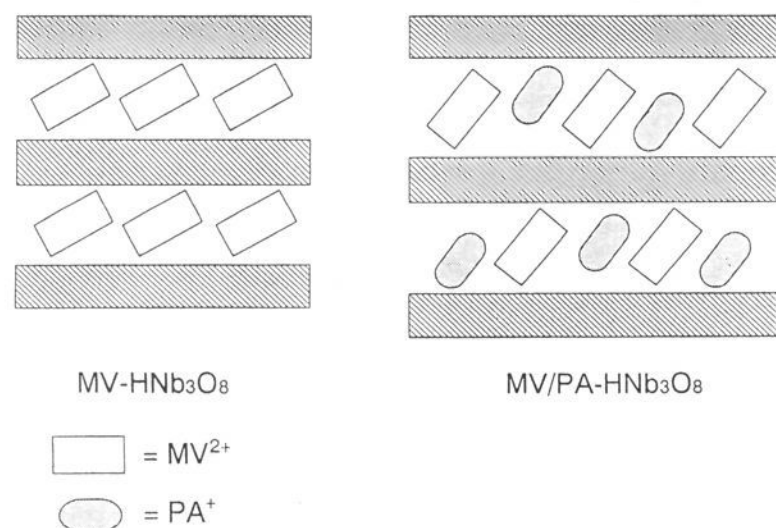 MV-HNb₃O₈
MV/PA-HNb₃O₈
= MV²⁺
= PA⁺